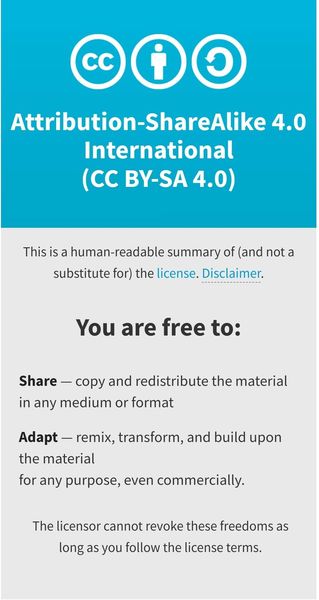 cc
Attribution-ShareAlike 4.0
International
(CC BY-SA 4.0)
This is a human-readable summary of (and not a
substitute for) the license. Disclaimer.
You are free to:
Share — copy and redistribute the material
in any medium or format
Adapt — remix, transform, and build upon
the material
for any purpose, even commercially.
The licensor cannot revoke these freedoms as
long as you follow the license terms.